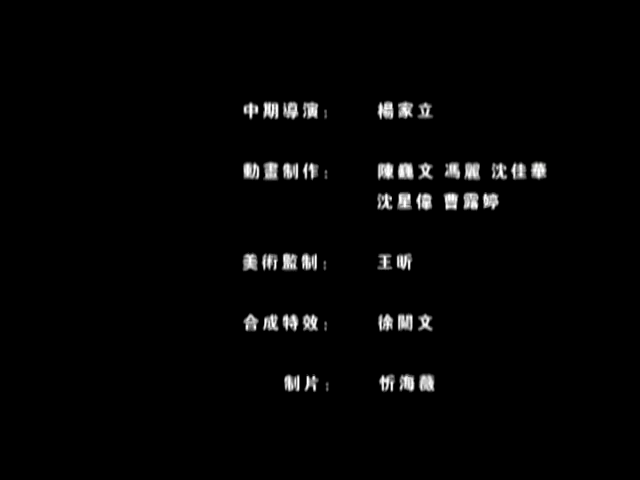 中期導演： 楊家立
動畫制作： 陳巍文 馮麗 沈佳華
沈星偉 曹露婷
美術監制： 王昕
合成特效： 徐開文
制片： 忻海薇